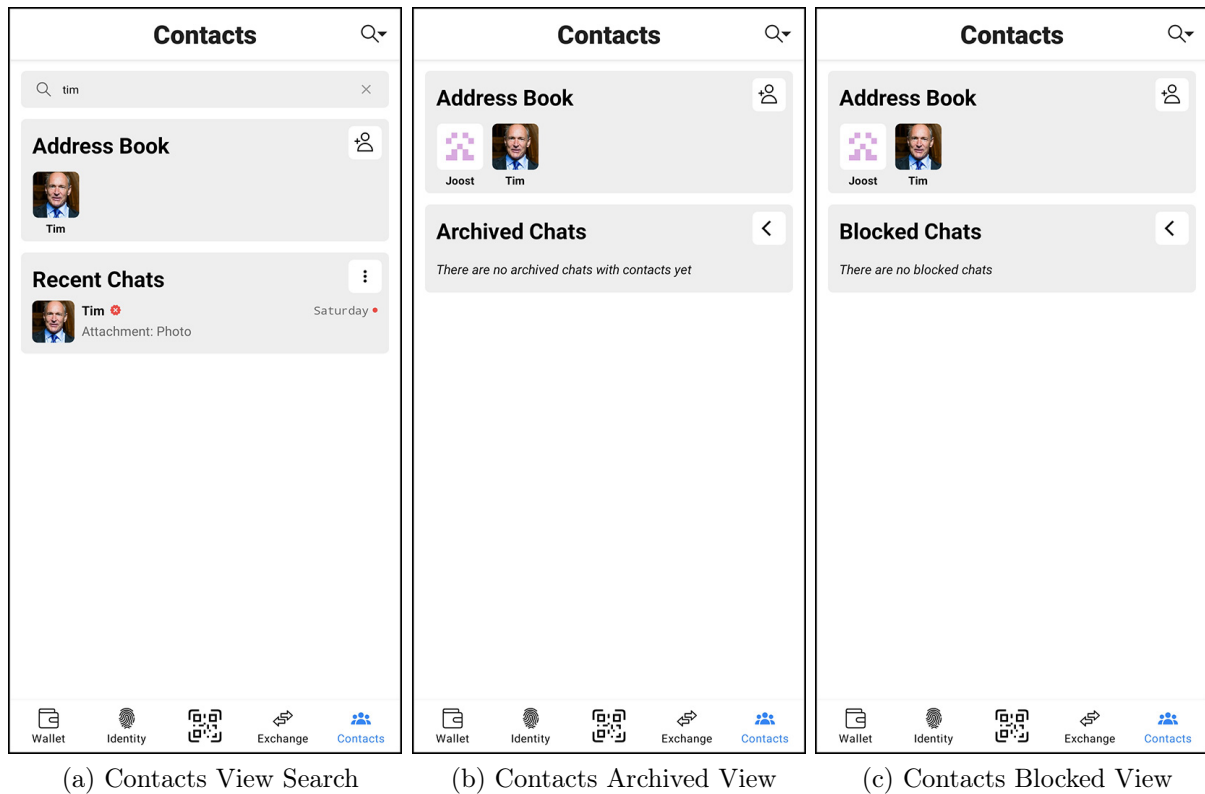 Contacts
tim
Address Book
Tim
Recent Chats
Tim
Saturday
Attachment: Photo
Wallet
Identity
Exchange
Contacts
(a) Contacts View Search
Contacts
Address Book
Joost
Tim
Archived Chats
There are no archived chats with contacts yet
Wallet
Identity
Exchange
Contacts
(b) Contacts Archived View
Contacts
Address Book
Joost
Tim
Blocked Chats
There are no blocked chats
Wallet
Identity
Exchange
Contacts
(c) Contacts Blocked View